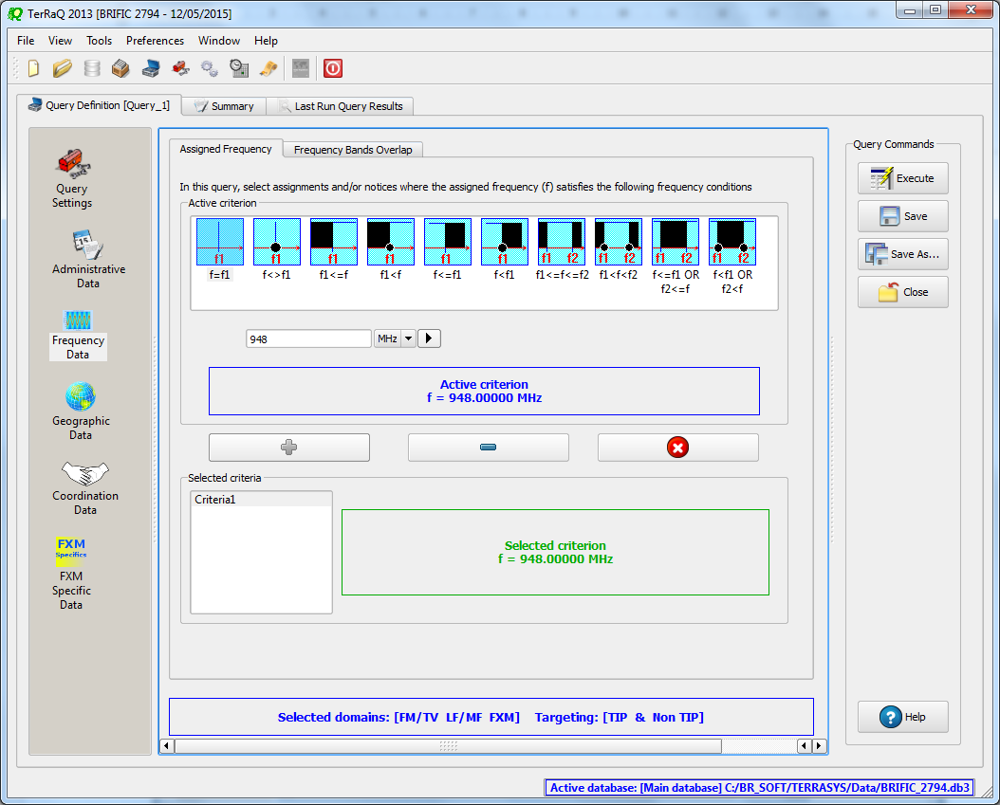 TerRaQ 2013 [BRIFIC 2794 - 12/05/2015]
File View Tools Preferences Window Help
Query Definition [Query_1] Summary Last Run Query Results
Query
Settings
Administrative
Data
Frequency
Data
Geographic
Data
Coordination
Data
FXM
Specifics
FXM
Specific
Data
Assigned Frequency Frequency Bands Overlap
In this query, select assignments and/or notices where the assigned frequency (f) satisfies the following frequency conditions
Active criterion
f1 f1 f1 f1 f1 f1 f1 f2 f1 f2 f1 f2 f1 f2
f=f1 f<>f1 f1<=f f1<f f<=f1 f<f1 f1<=f<=f2 f1<f<f2 f<=f1 OR f<f1 OR
f2<=f f2<f
948 MHz
Active criterion
f = 948.00000 MHz
Selected criteria
Criteria1
Selected criterion
f = 948.00000 MHz
Selected domains: [FM/TV LF/MF FXM] Targeting: [TIP & Non TIP]
Query Commands
Execute
Save
Save As...
Close
Help
Active database: [Main database] C:/BR_SOFT/TERRASYS/Data/BRIFIC_2794.db3